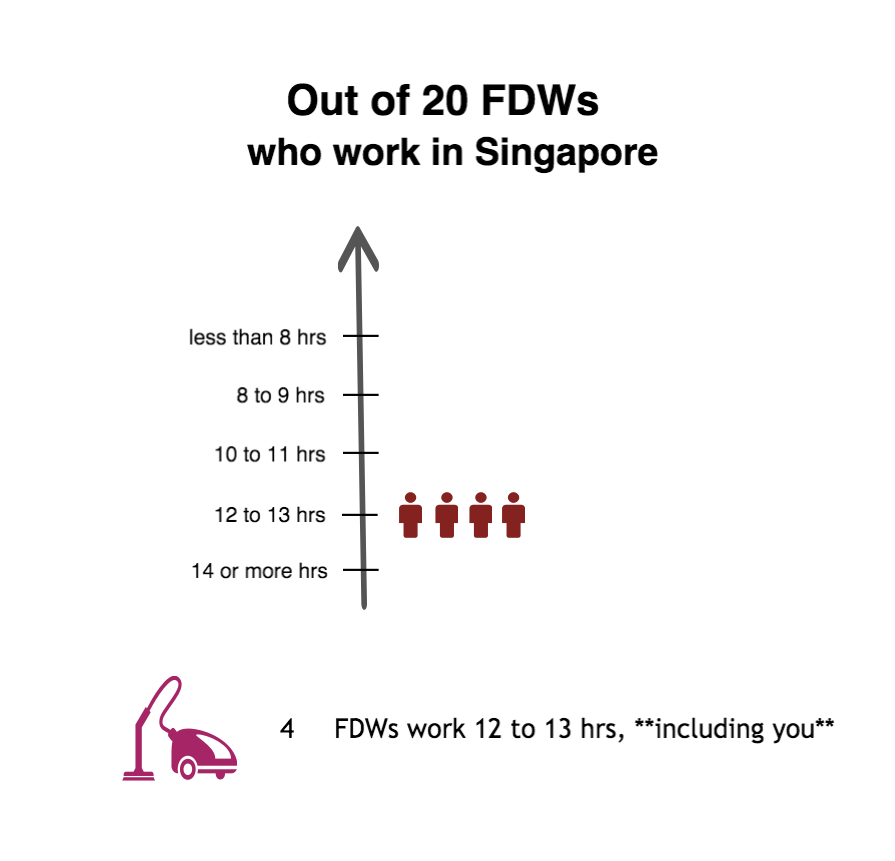 Out of 20 FDWs
who work in Singapore
less than 8 hrs
8 to 9 hrs
10 to 11 hrs
12 to 13 hrs
14 or more hrs
4 FDWs work 12 to 13 hrs, **including you**